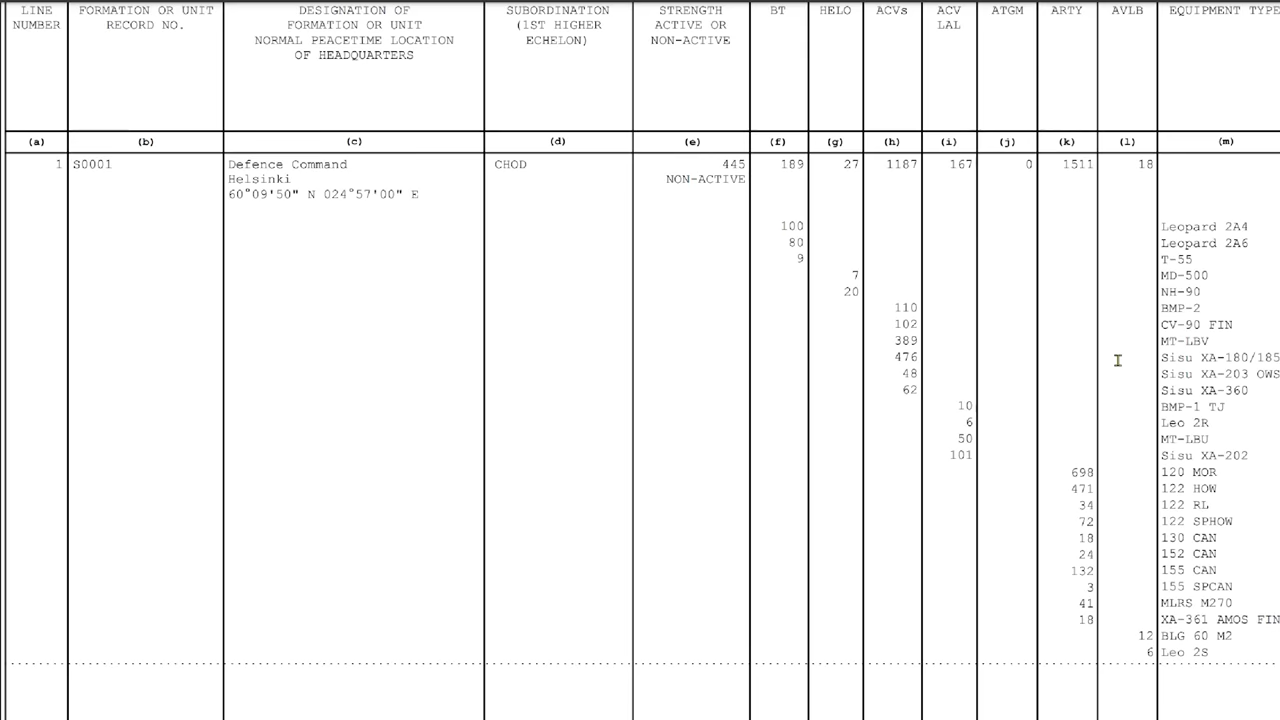 LINE NUMBER FORMATION OR UNIT RECORD NO. DESIGNATION OF FORMATION OR UNIT NORMAL PEACETIME LOCATION OF HEADQUARTERS SUBORDINATION (1ST HIGHER ECHELON) STRENGTH ACTIVE OR NON-ACTIVE BT HELO ACVs ACV LAL ATGM ARTY AVLB EQUIPMENT TYPE
(a) (b) (c) (d) (e) (f) (g) (h) (i) (j) (k) (l) (m)
1 S0001 Defence Command CHOD 445 189 27 1187 167 0 1511 18
Helsinki NON-ACTIVE
60°09'50" N 024°57'00" E
100 Leopard 2A4
80 Leopard 2A6
9 T-55
7 MD-500
20 NH-90
110 BMP-2
102 CV-90 FIN
389 MT-LBV
476 Sisu XA-180/185
48 Sisu XA-203 OWS
62 Sisu XA-360
10 BMP-1 TJ
6 Leo 2R
50 MT-LBU
101 Sisu XA-202
698 120 MOR
471 122 HOW
34 122 RL
72 122 SPHOW
18 130 CAN
24 152 CAN
132 155 CAN
3 155 SPCAN
41 MLRS M270
18 XA-361 AMOS FIN
12 BLG 60 M2
6 Leo 2S